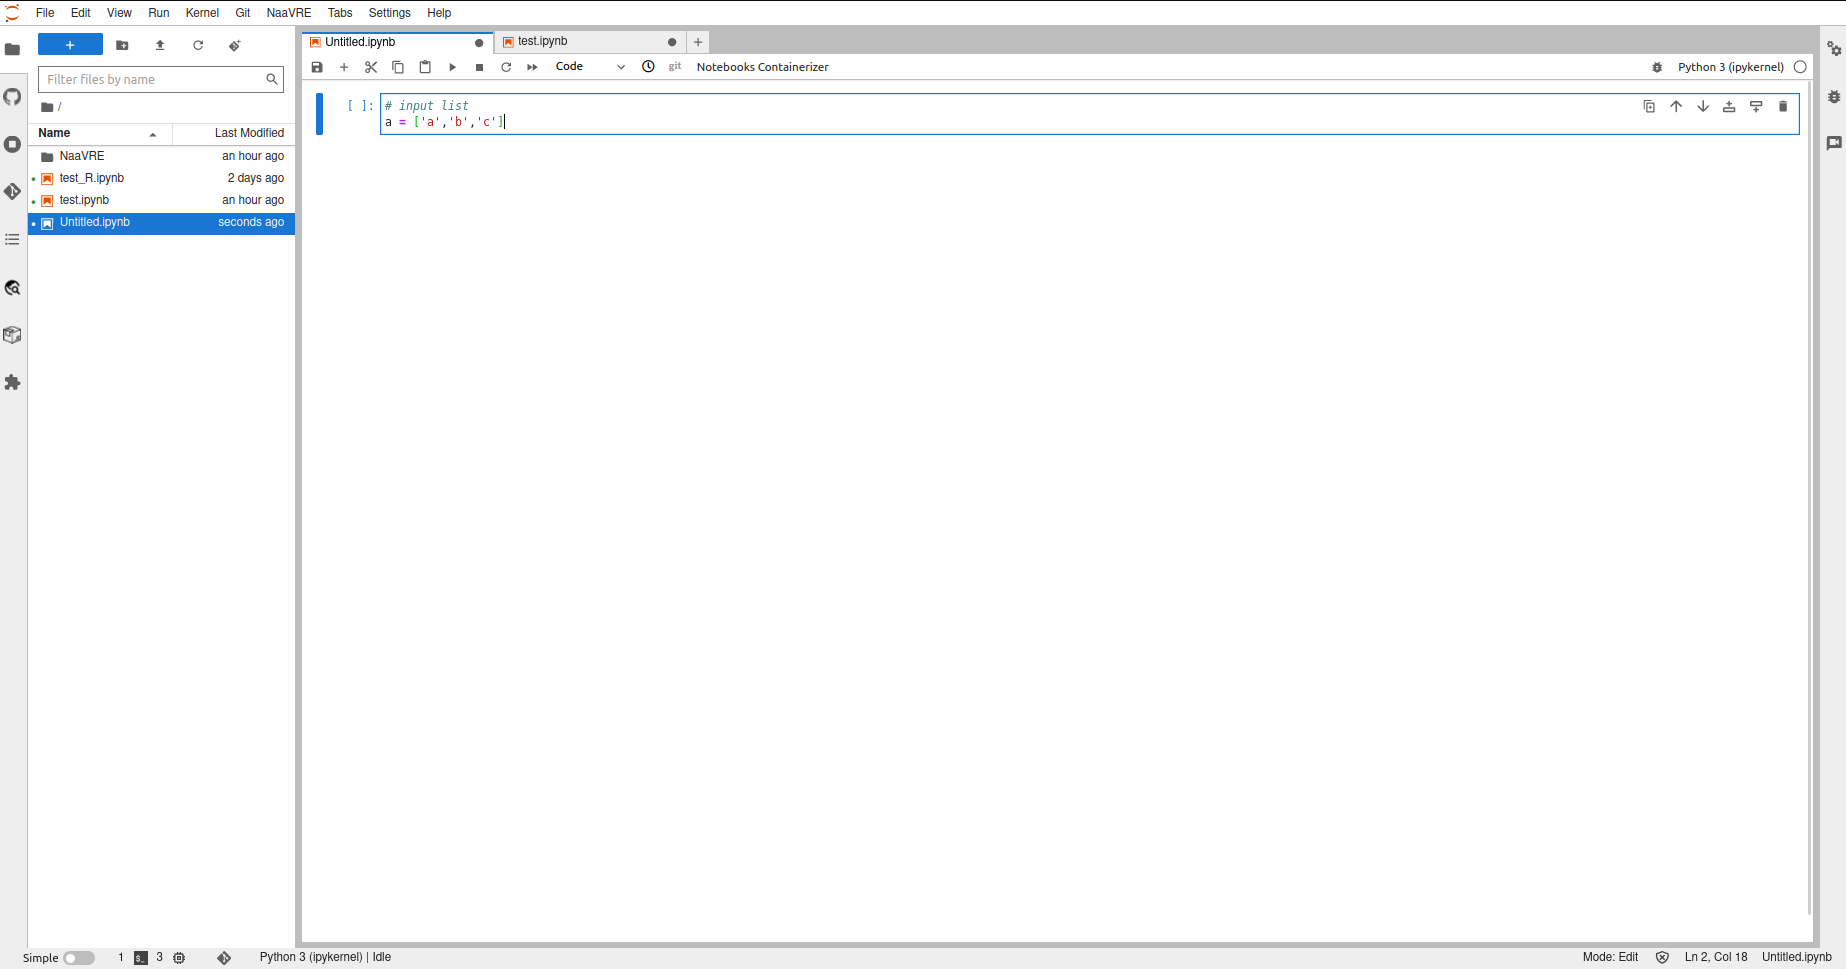 File Edit View Run Kernel Git NaaVRE Tabs Settings Help
Filter files by name
/
Name Last Modified
NaaVRE an hour ago
test_R.ipynb 2 days ago
test.ipynb an hour ago
Untitled.ipynb seconds ago
Untitled.ipynb test.ipynb
Code git Notebooks Containerizer Python 3 (ipykernel)
[ ]: # input list
a = ['a','b','c']
Simple 1 $_ 3 Python 3 (ipykernel) | Idle Mode: Edit Ln 2, Col 18 Untitled.ipynb